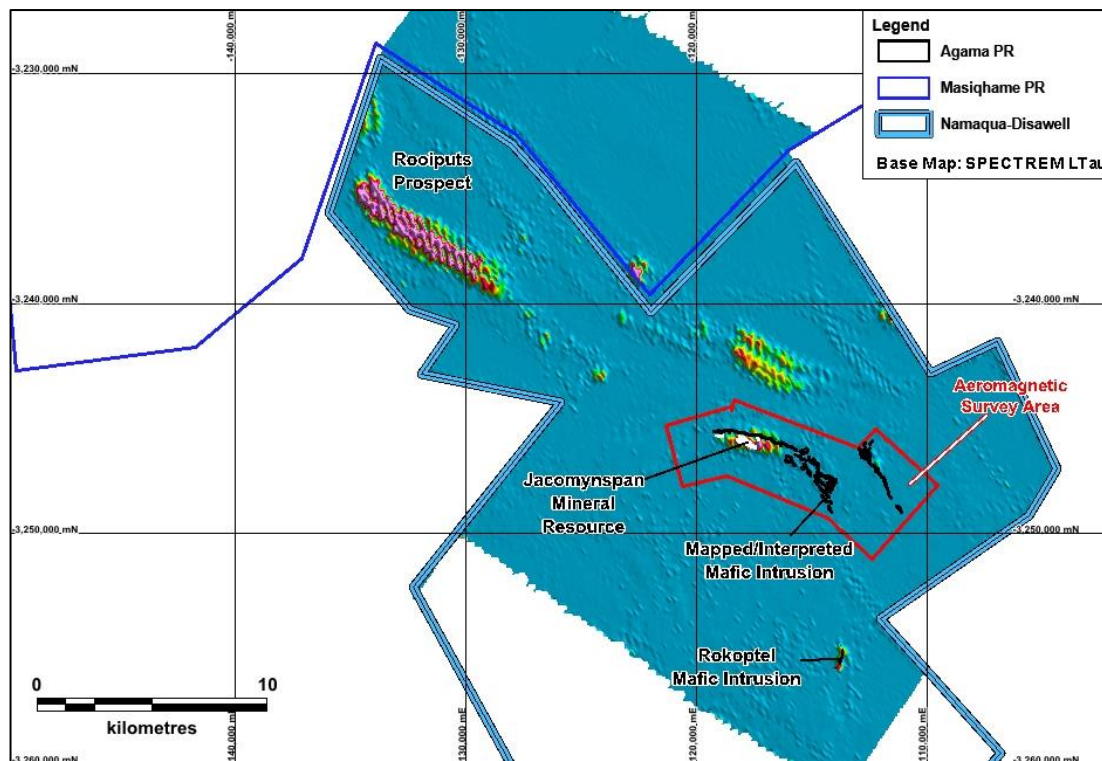 Legend
Agama PR
Masiqhame PR
Namaqua-Disawell
Base Map: SPECTREM LTau
-140.000 mE
-130.000 mE
-120.000 mE
-3,230.000 mN
Rooiputs
Prospect
-3,240.000 mN
-3,240.000 mN
Aeromagnetic
Survey Area
Jacomynspan
Mineral
Resource
-3,250.000 mN
-3,250.000 mN
Mapped/Interpreted
Mafic Intrusion
Rokoptel
Mafic Intrusion
0
10
kilometres
-140.000 mE
-130.000 mE
-120.000 mE
-110.000 mE
-3,260.000 mN
-3,260.000 mN